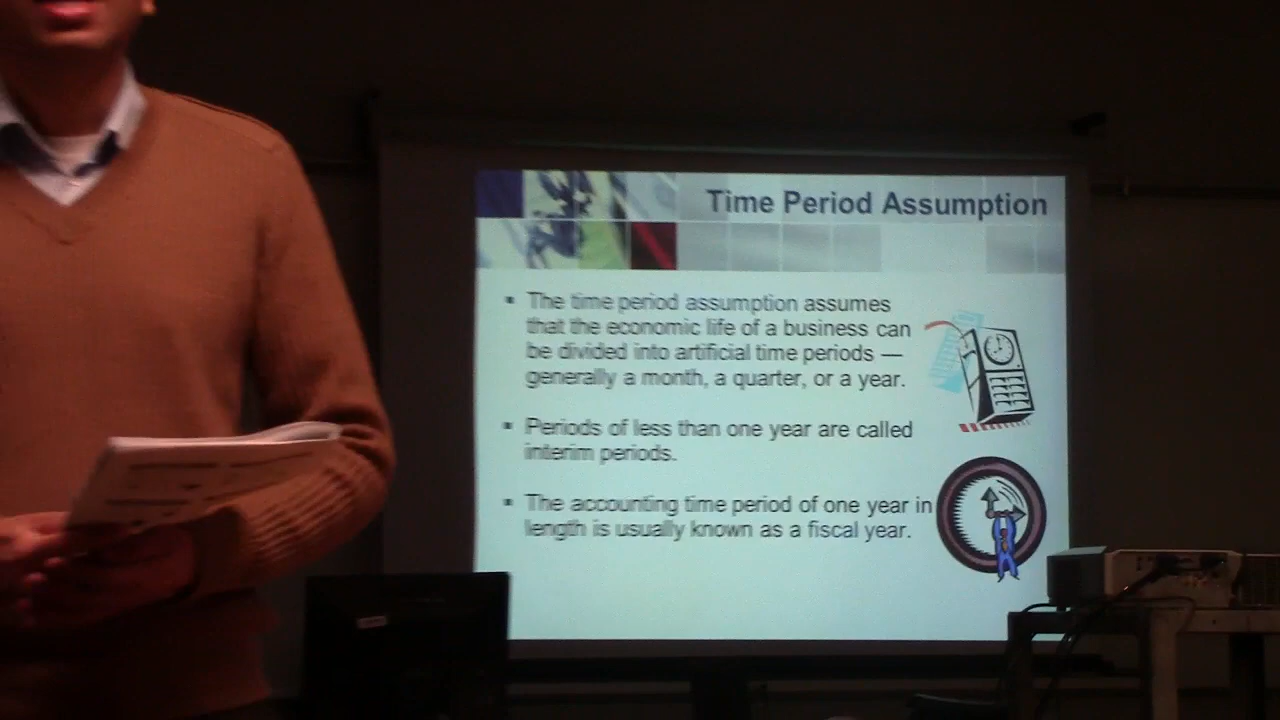 Time Period Assumption
▪ The time period assumption assumes
that the economic life of a business can
be divided into artificial time periods —
generally a month, a quarter, or a year.
▪ Periods of less than one year are called
interim periods.
▪ The accounting time period of one year in
length is usually known as a fiscal year.